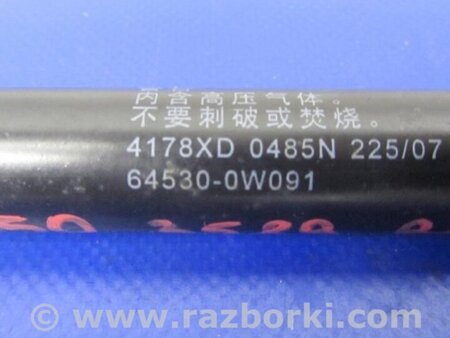 内含高压气体。
不要刺破或焚烧。
4178XD 0485N 225/07
64530-0W091
© www.razborki.com